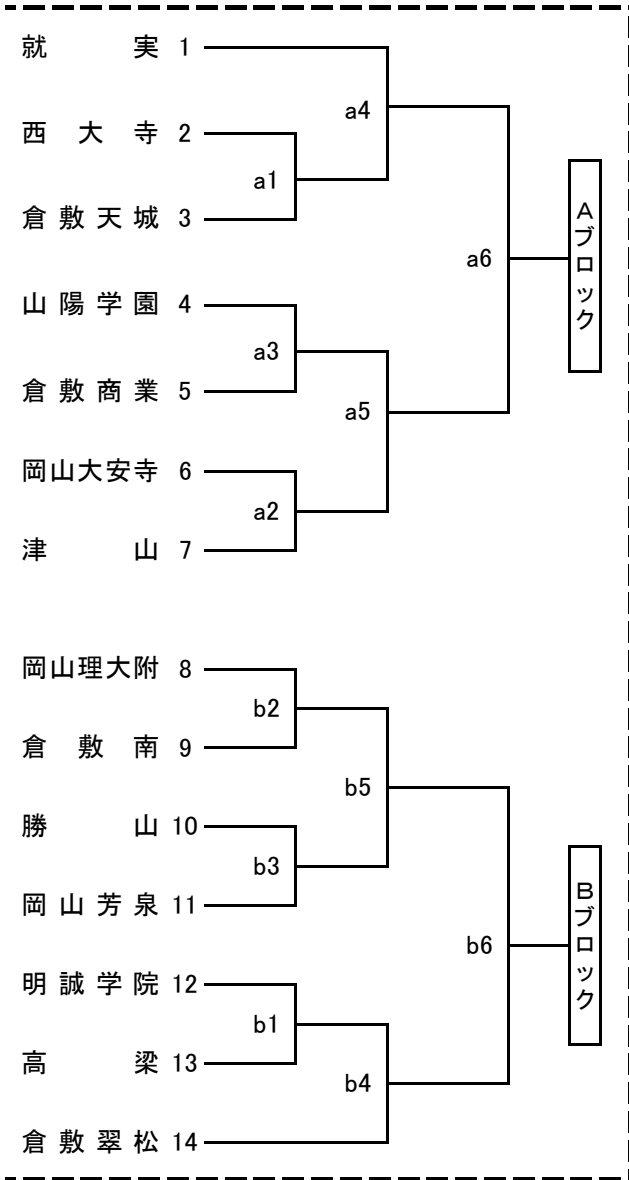 就実 1
a4
西大寺 2
a1
倉敷天城 3
a6
Aブロック
山陽学園 4
a3
倉敷商業 5
a5
岡山大安寺 6
a2
津山 7
岡山理大附 8
b2
倉敷南 9
b5
勝山 10
b3
岡山芳泉 11
b6
Bブロック
明誠学院 12
b1
高梁 13
b4
倉敷翠松 14